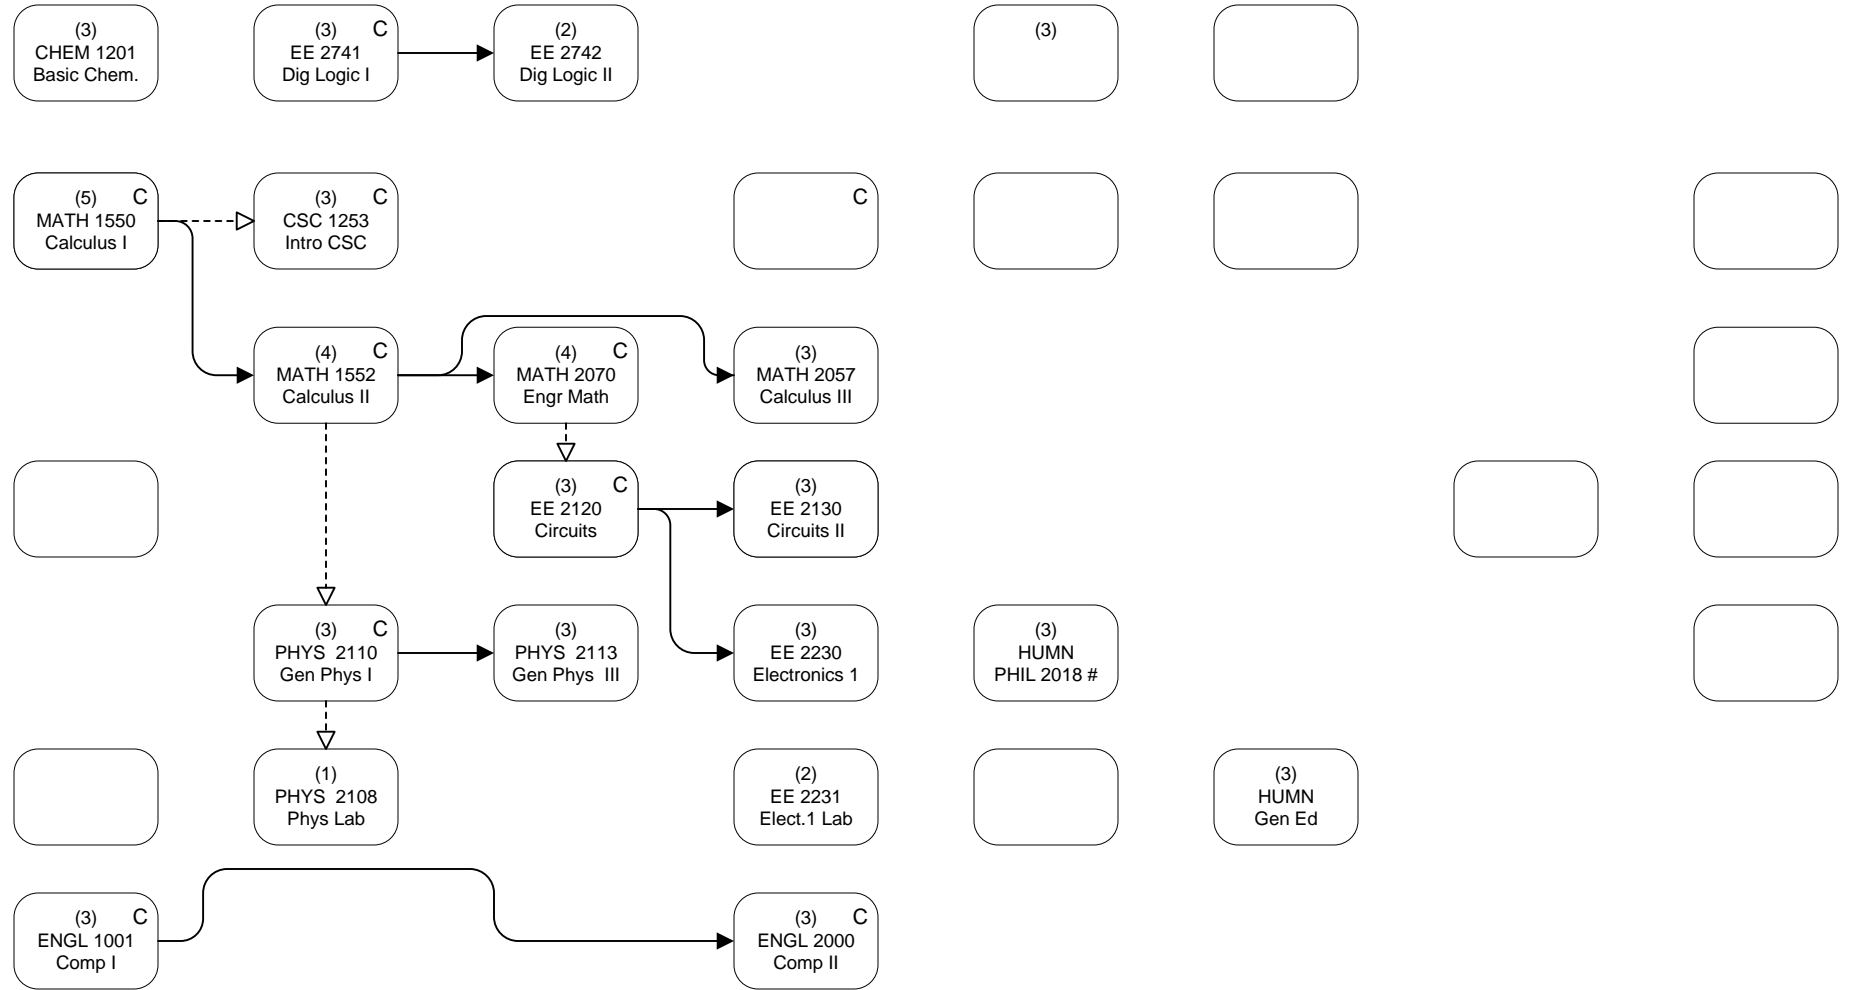 (3)
CHEM 1201
Basic Chem.
(3) C
EE 2741
Dig Logic I
(2)
EE 2742
Dig Logic II
(3)
(5) C
MATH 1550
Calculus I
(3) C
CSC 1253
Intro CSC
C
(4) C
MATH 1552
Calculus II
(4) C
MATH 2070
Engr Math
(3)
MATH 2057
Calculus III
(3) C
EE 2120
Circuits
(3)
EE 2130
Circuits II
(3) C
PHYS 2110
Gen Phys I
(3)
PHYS 2113
Gen Phys III
(3)
EE 2230
Electronics 1
(3)
HUMN
PHIL 2018 #
(1)
PHYS 2108
Phys Lab
(2)
EE 2231
Elect.1 Lab
(3)
HUMN
Gen Ed
(3) C
ENGL 1001
Comp I
(3) C
ENGL 2000
Comp II